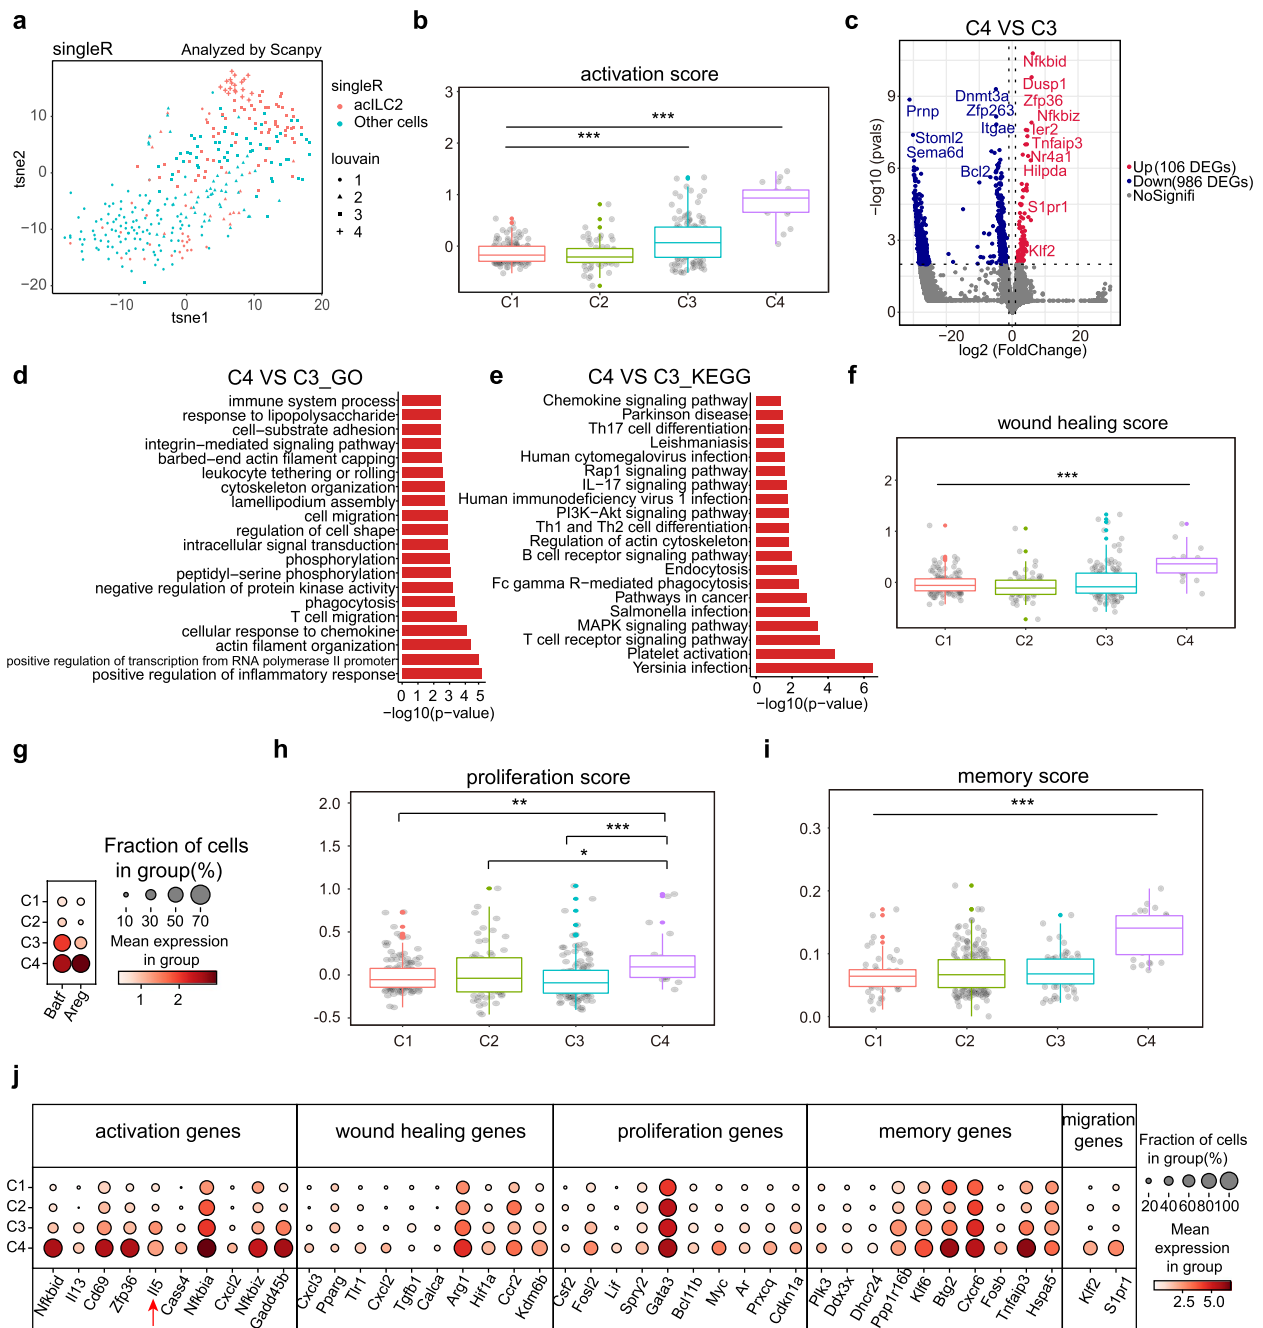 a
singleR
Analyzed by Scanpy
tsne2
10
0
−10
−20
−10
0
10
20
tsne1
singleR
acILC2
Other cells
louvain
1
2
3
4
b
activation score
3
2
1
0
***
***
C1
C2
C3
C4
c
C4 VS C3
−log10 (pvals)
9
6
3
0
Nfkbid
Dusp1
Dnmt3a
Zfp36
Prnp
Zfp263
Nfkbiz
Itgae
Ier2
Stoml2
Tnfaip3
Sema6d
Nr4a1
Bcl2
Hilpda
S1pr1
Klf2
−20
0
20
log2 (FoldChange)
Up(106 DEGs)
Down(986 DEGs)
NoSignifi
d
C4 VS C3_GO
immune system process
response to lipopolysaccharide
cell−substrate adhesion
integrin−mediated signaling pathway
barbed−end actin filament capping
leukocyte tethering or rolling
cytoskeleton organization
lamellipodium assembly
cell migration
regulation of cell shape
intracellular signal transduction
phosphorylation
peptidyl−serine phosphorylation
negative regulation of protein kinase activity
phagocytosis
T cell migration
cellular response to chemokine
actin filament organization
positive regulation of transcription from RNA polymerase II promoter
positive regulation of inflammatory response
0 1 2 3 4 5
−log10(p−value)
e
C4 VS C3_KEGG
Chemokine signaling pathway
Parkinson disease
Th17 cell differentiation
Leishmaniasis
Human cytomegalovirus infection
Rap1 signaling pathway
IL−17 signaling pathway
Human immunodeficiency virus 1 infection
PI3K−Akt signaling pathway
Th1 and Th2 cell differentiation
Regulation of actin cytoskeleton
B cell receptor signaling pathway
Endocytosis
Fc gamma R−mediated phagocytosis
Pathways in cancer
Salmonella infection
MAPK signaling pathway
T cell receptor signaling pathway
Platelet activation
Yersinia infection
0 2 4 6
−log10(p−value)
f
wound healing score
2
1
0
***
C1
C2
C3
C4
g
C1
C2
C3
C4
Batf
Areg
Fraction of cells
in group(%)
10 30 50 70
Mean expression
in group
1 2
h
proliferation score
2.0
1.5
1.0
0.5
0.0
-0.5
**
***
*
C1
C2
C3
C4
i
memory score
0.3
0.2
0.1
0.0
***
C1
C2
C3
C4
j
activation genes
wound healing genes
proliferation genes
memory genes
migration
genes
C1
C2
C3
C4
Nfkbid
Il13
Cd69
Zfp36
Il5
Cass4
Nfkbia
Cxcl2
Nfkbiz
Gadd45b
Cxcl3
Pparg
Tlr1
Cxcl2
Tgfb1
Calca
Arg1
Hif1a
Ccr2
Kdm6b
Csf2
Fosl2
Lif
Spry2
Gata3
Bcl11b
Myc
Ar
Prxcq
Cdkn1a
Plk3
Ddx3x
Dhcr24
Ppp1r16b
Klf6
Btg2
Cxcr6
Fosb
Tnfaip3
Hspa5
Klf2
S1pr1
Fraction of cells
in group(%)
20 40 60 80 100
Mean
expression
in group
2.5 5.0